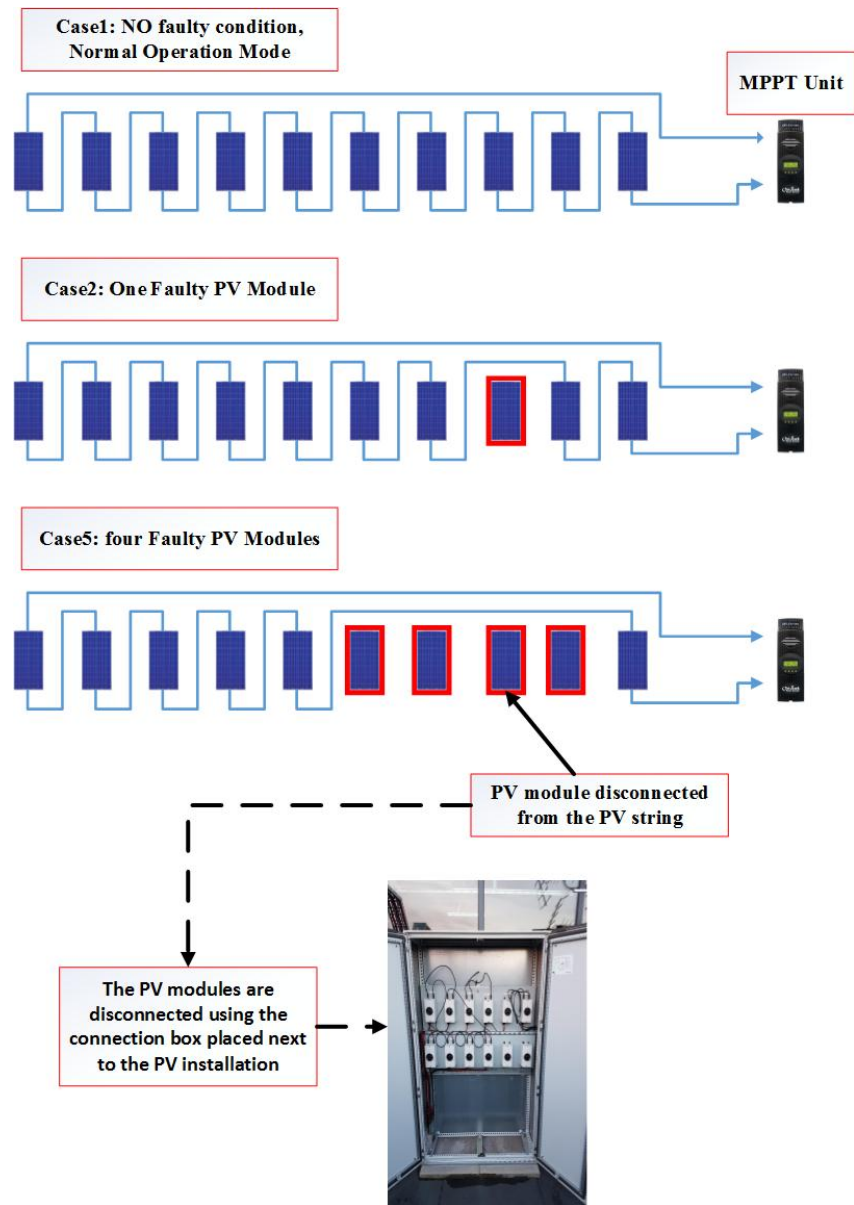 Case1: NO faulty condition,
Normal Operation Mode
MPPT Unit
Case2: One Faulty PV Module
Case5: four Faulty PV Modules
PV module disconnected
from the PV string
The PV modules are
disconnected using the
connection box placed next
to the PV installation